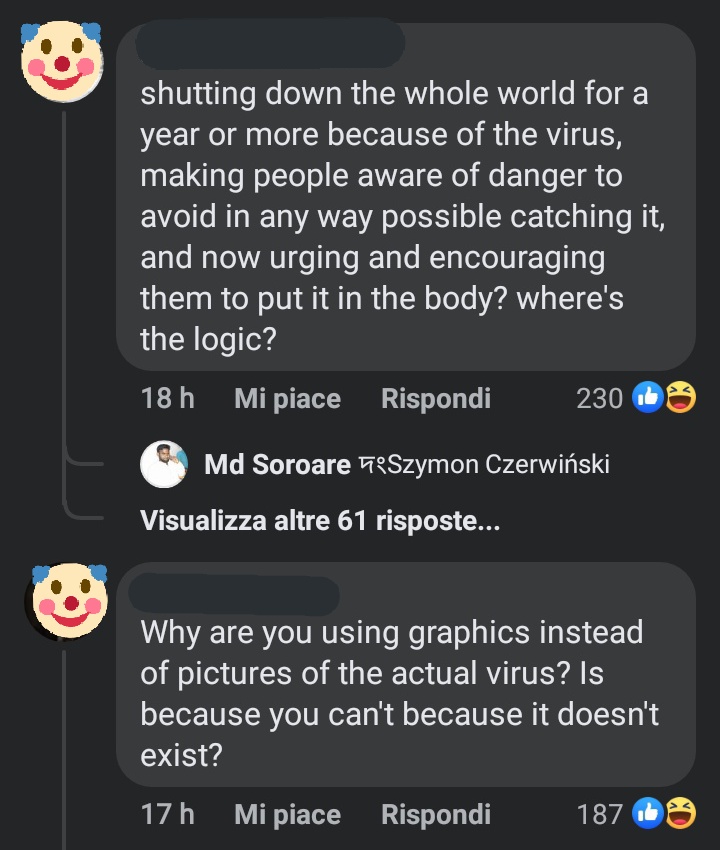 shutting down the whole world for a
year or more because of the virus,
making people aware of danger to
avoid in any way possible catching it,
and now urging and encouraging
them to put it in the body? where's
the logic?
18 h Mi piace Rispondi 230
Md Soroare দংSzymon Czerwiński
Visualizza altre 61 risposte...
Why are you using graphics instead
of pictures of the actual virus? Is
because you can't because it doesn't
exist?
17 h Mi piace Rispondi 187